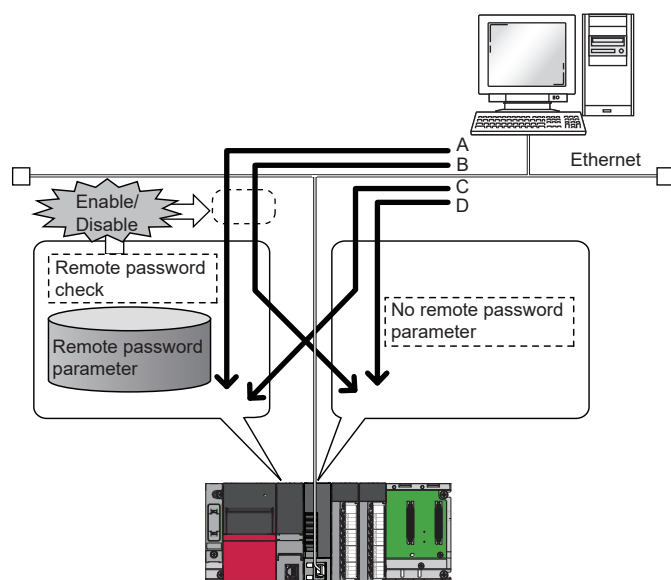 A
B
Ethernet
C
D
Enable/
Disable
Remote password
check
No remote password
parameter
Remote password
parameter